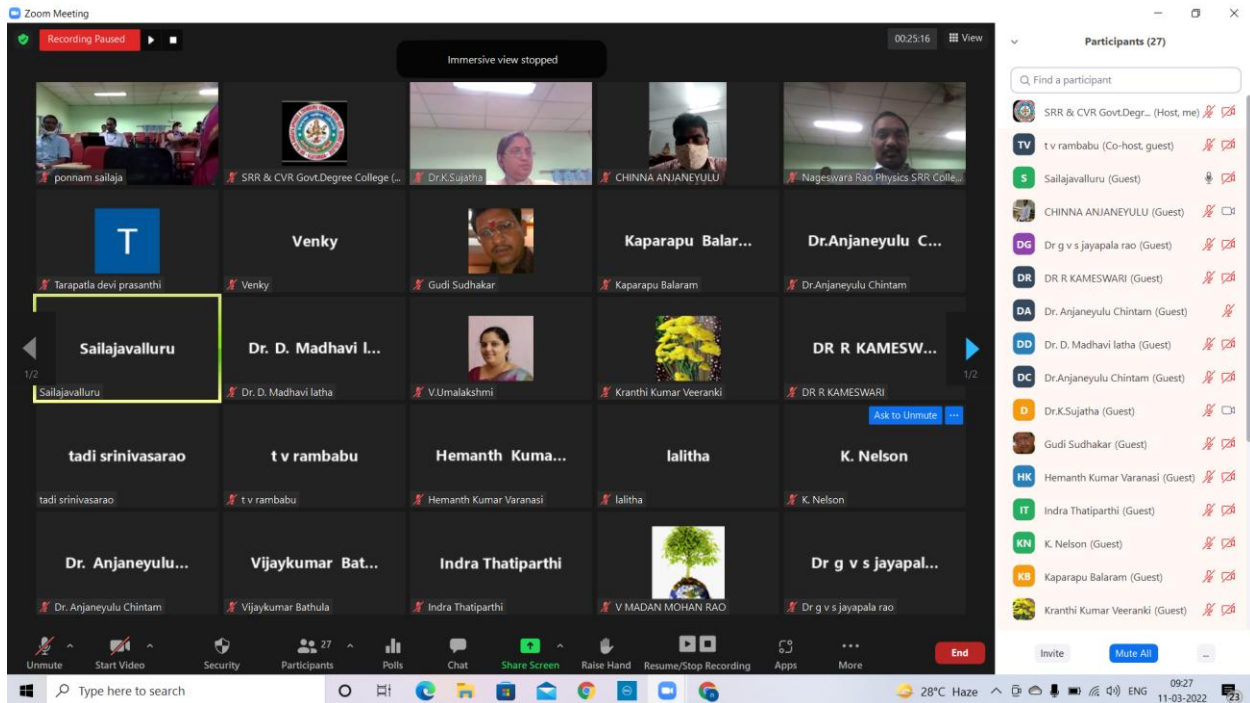 Zoom Meeting
Recording Paused
00:25:16
View
Immersive view stopped
ponnam sailaja
SRR & CVR Govt.Degree College (...
Dr.K.Sujatha
CHINNA ANJANEYULU
Nageswara Rao Physics SRR Colle...
T
Venky
Kaparapu Balar...
Dr.Anjaneyulu C...
Tarapatla devi prasanthi
Venky
Gudi Sudhakar
Kaparapu Balaram
Dr.Anjaneyulu Chintam
Sailajavalluru
Dr. D. Madhavi l...
DR R KAMESW...
1/2
1/2
Sailajavalluru
Dr. D. Madhavi latha
V.Umalakshmi
Kranthi Kumar Veeranki
DR R KAMESWARI
Ask to Unmute
...
tadi srinivasarao
t v rambabu
Hemanth Kuma...
lalitha
K. Nelson
tadi srinivasarao
t v rambabu
Hemanth Kumar Varanasi
lalitha
K. Nelson
Dr. Anjaneyulu...
Vijaykumar Bat...
Indra Thatiparthi
Dr g v s jayapal...
Dr. Anjaneyulu Chintam
Vijaykumar Bathula
Indra Thatiparthi
V MADAN MOHAN RAO
Dr g v s jayapala rao
Unmute
Start Video
Security
27
Participants
Polls
Chat
Share Screen
Raise Hand
Resume/Stop Recording
Apps
More
End
Participants (27)
Find a participant
SRR & CVR Govt.Degr... (Host, me)
TV t v rambabu (Co-host, guest)
S Sailajavalluru (Guest)
CHINNA ANJANEYULU (Guest)
DG Dr g v s jayapala rao (Guest)
DR DR R KAMESWARI (Guest)
DA Dr. Anjaneyulu Chintam (Guest)
DD Dr. D. Madhavi latha (Guest)
DC Dr.Anjaneyulu Chintam (Guest)
D Dr.K.Sujatha (Guest)
Gudi Sudhakar (Guest)
HK Hemanth Kumar Varanasi (Guest)
IT Indra Thatiparthi (Guest)
KN K. Nelson (Guest)
KB Kaparapu Balaram (Guest)
Kranthi Kumar Veeranki (Guest)
Invite
Mute All
...
Type here to search
28°C Haze
ENG
09:27
11-03-2022
23